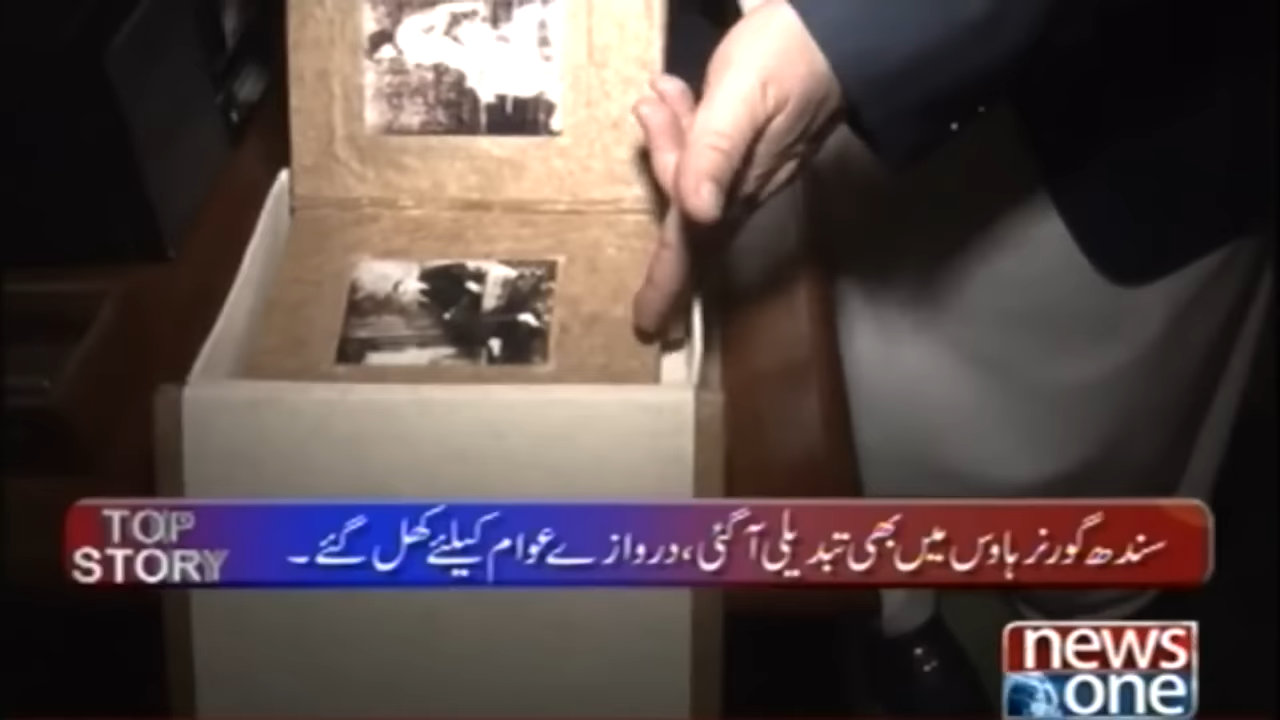 TOP
STORY
سندھ گورنر ہاوس میں بھی تبدیلی آگئی، دروازے عوام کیلئے کھل گئے۔
news
one